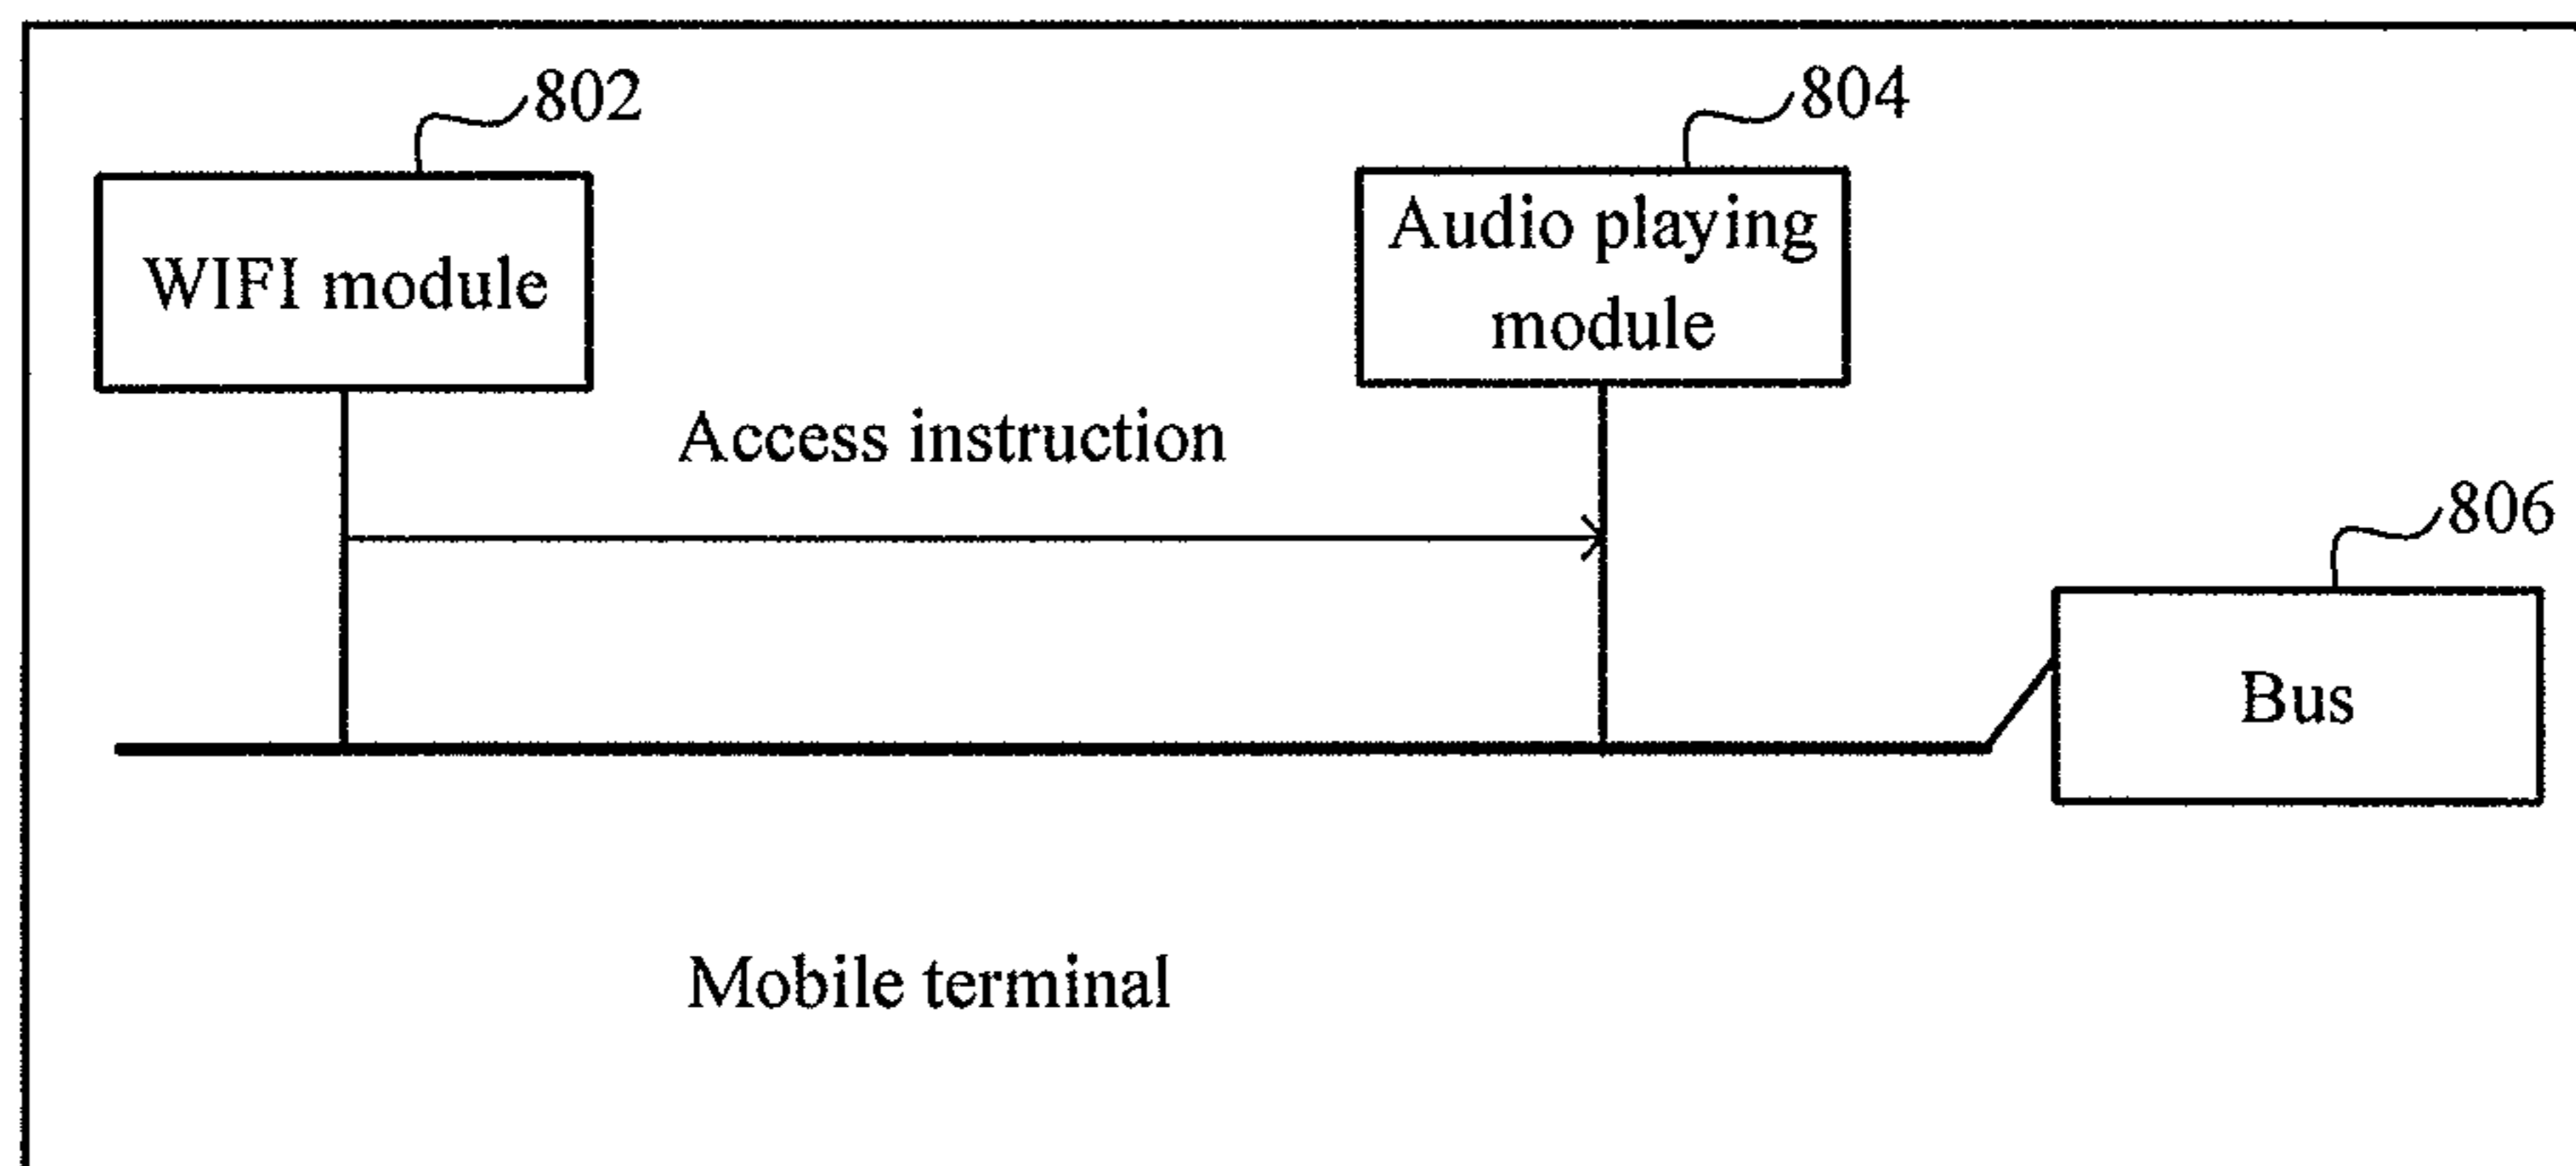 802
804
WIFI module
Audio playing
module
Access instruction
806
Bus
Mobile terminal